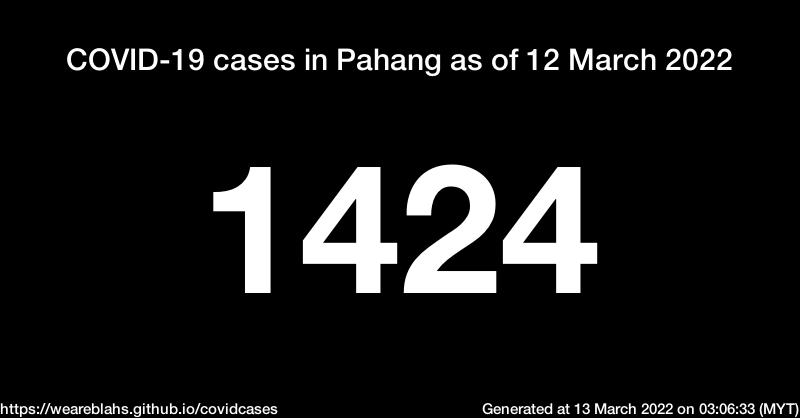 COVID-19 cases in Pahang as of 12 March 2022
1424
https://weareblahs.github.io/covidcases
Generated at 13 March 2022 on 03:06:33 (MYT)